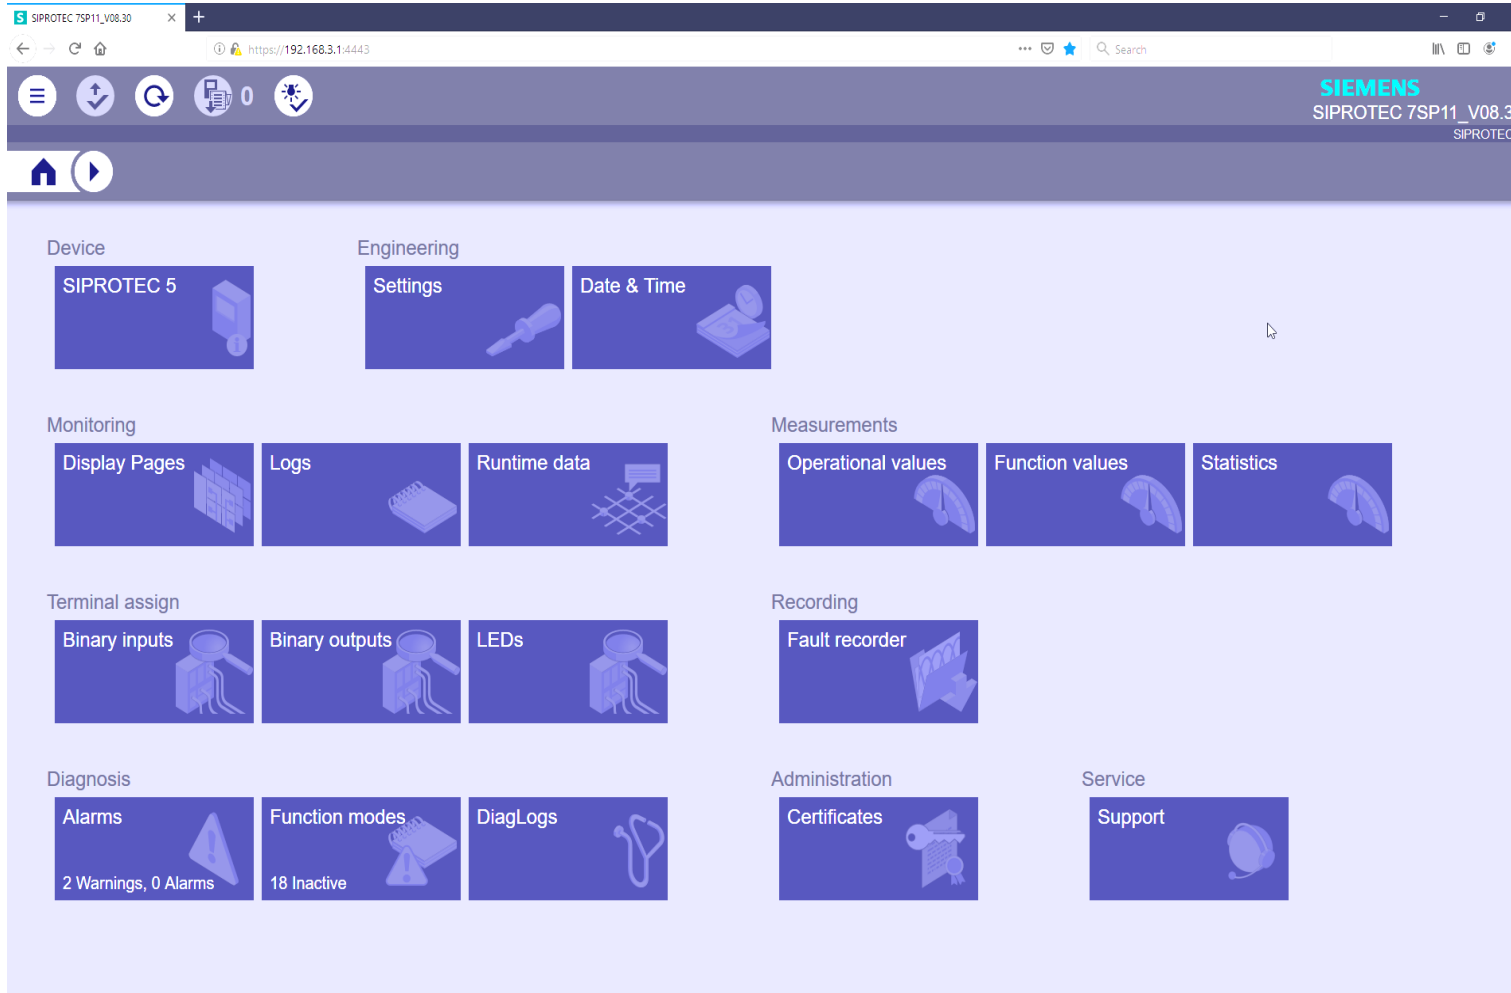 SIPROTEC 7SP11_V08.30
https://192.168.3.1:4443
Search
0
SIEMENS
SIPROTEC 7SP11_V08.3
SIPROTEC
Device
Engineering
SIPROTEC 5
Settings
Date & Time
Monitoring
Measurements
Display Pages
Logs
Runtime data
Operational values
Function values
Statistics
Terminal assign
Recording
Binary inputs
Binary outputs
LEDs
Fault recorder
Diagnosis
Administration
Service
Alarms
Function modes
DiagLogs
Certificates
Support
2 Warnings, 0 Alarms
18 Inactive